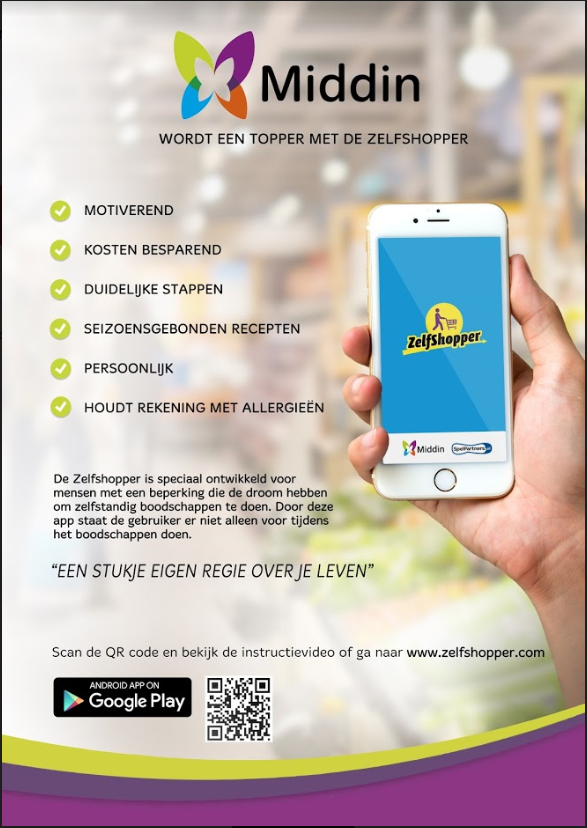 Middin
WORDT EEN TOPPER MET DE ZELFSHOPPER
MOTIVEREND
KOSTEN BESPAREND
DUIDELIJKE STAPPEN
SEIZOENSGEBONDEN RECEPTEN
PERSOONLIJK
HOUDT REKENING MET ALLERGIEËN
ZelfShopper
Middin
De Zelfshopper is speciaal ontwikkeld voor
mensen met een beperking die de droom hebben
om zelfstandig boodschappen te doen. Door deze
app staat de gebruiker er niet alleen voor tijdens
het boodschappen doen.
“EEN STUKJE EIGEN REGIE OVER JE LEVEN”
Scan de QR code en bekijk de instructievideo of ga naar www.zelfshopper.com
ANDROID APP ON
Google Play